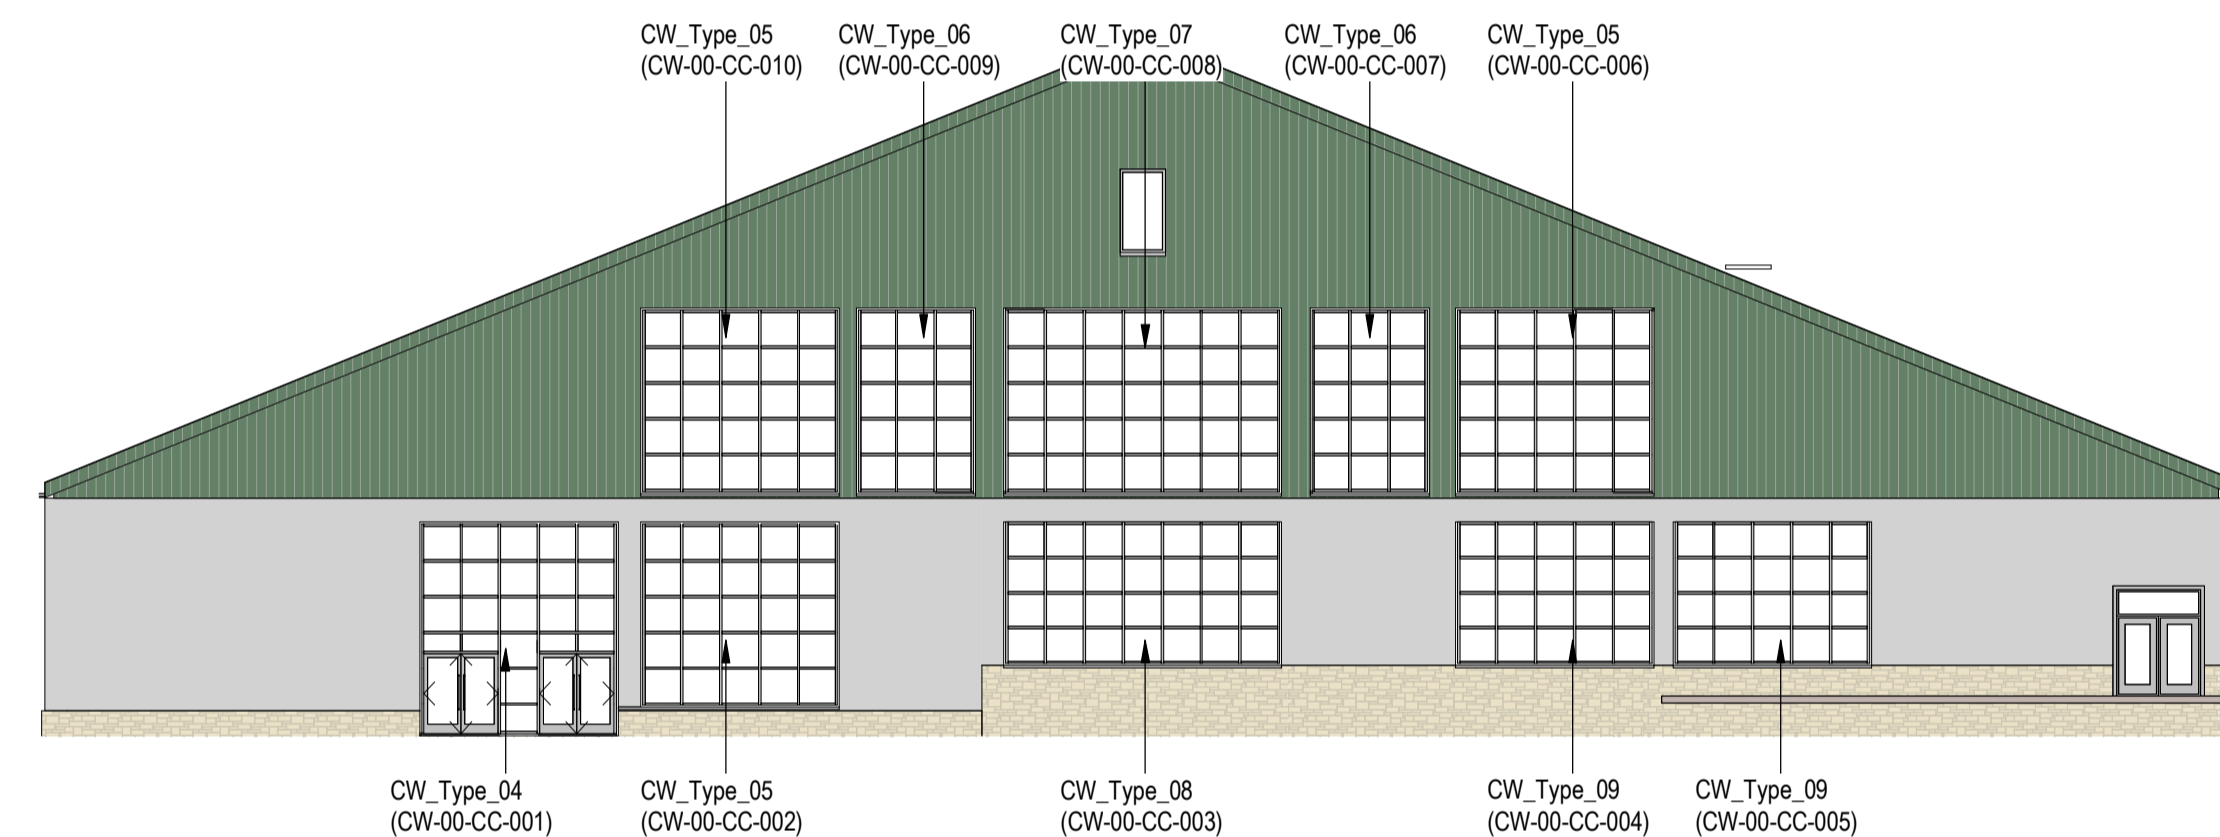 CW_Type_05
(CW-00-CC-010)
CW_Type_06
(CW-00-CC-009)
CW_Type_07
(CW-00-CC-008)
CW_Type_06
(CW-00-CC-007)
CW_Type_05
(CW-00-CC-006)
CW_Type_04
(CW-00-CC-001)
CW_Type_05
(CW-00-CC-002)
CW_Type_08
(CW-00-CC-003)
CW_Type_09
(CW-00-CC-004)
CW_Type_09
(CW-00-CC-005)